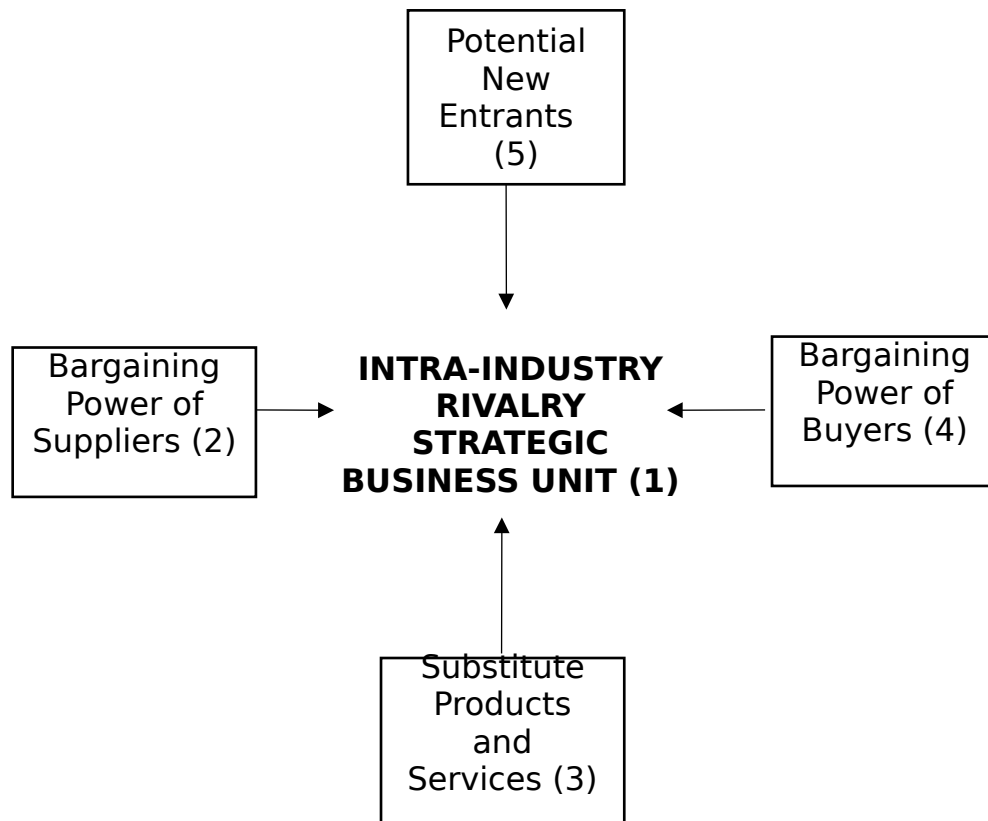 Potential
New
Entrants
(5)
Bargaining
Power of
Suppliers (2)
INTRA-INDUSTRY
RIVALRY
STRATEGIC
BUSINESS UNIT (1)
Bargaining
Power of
Buyers (4)
Substitute
Products
and
Services (3)